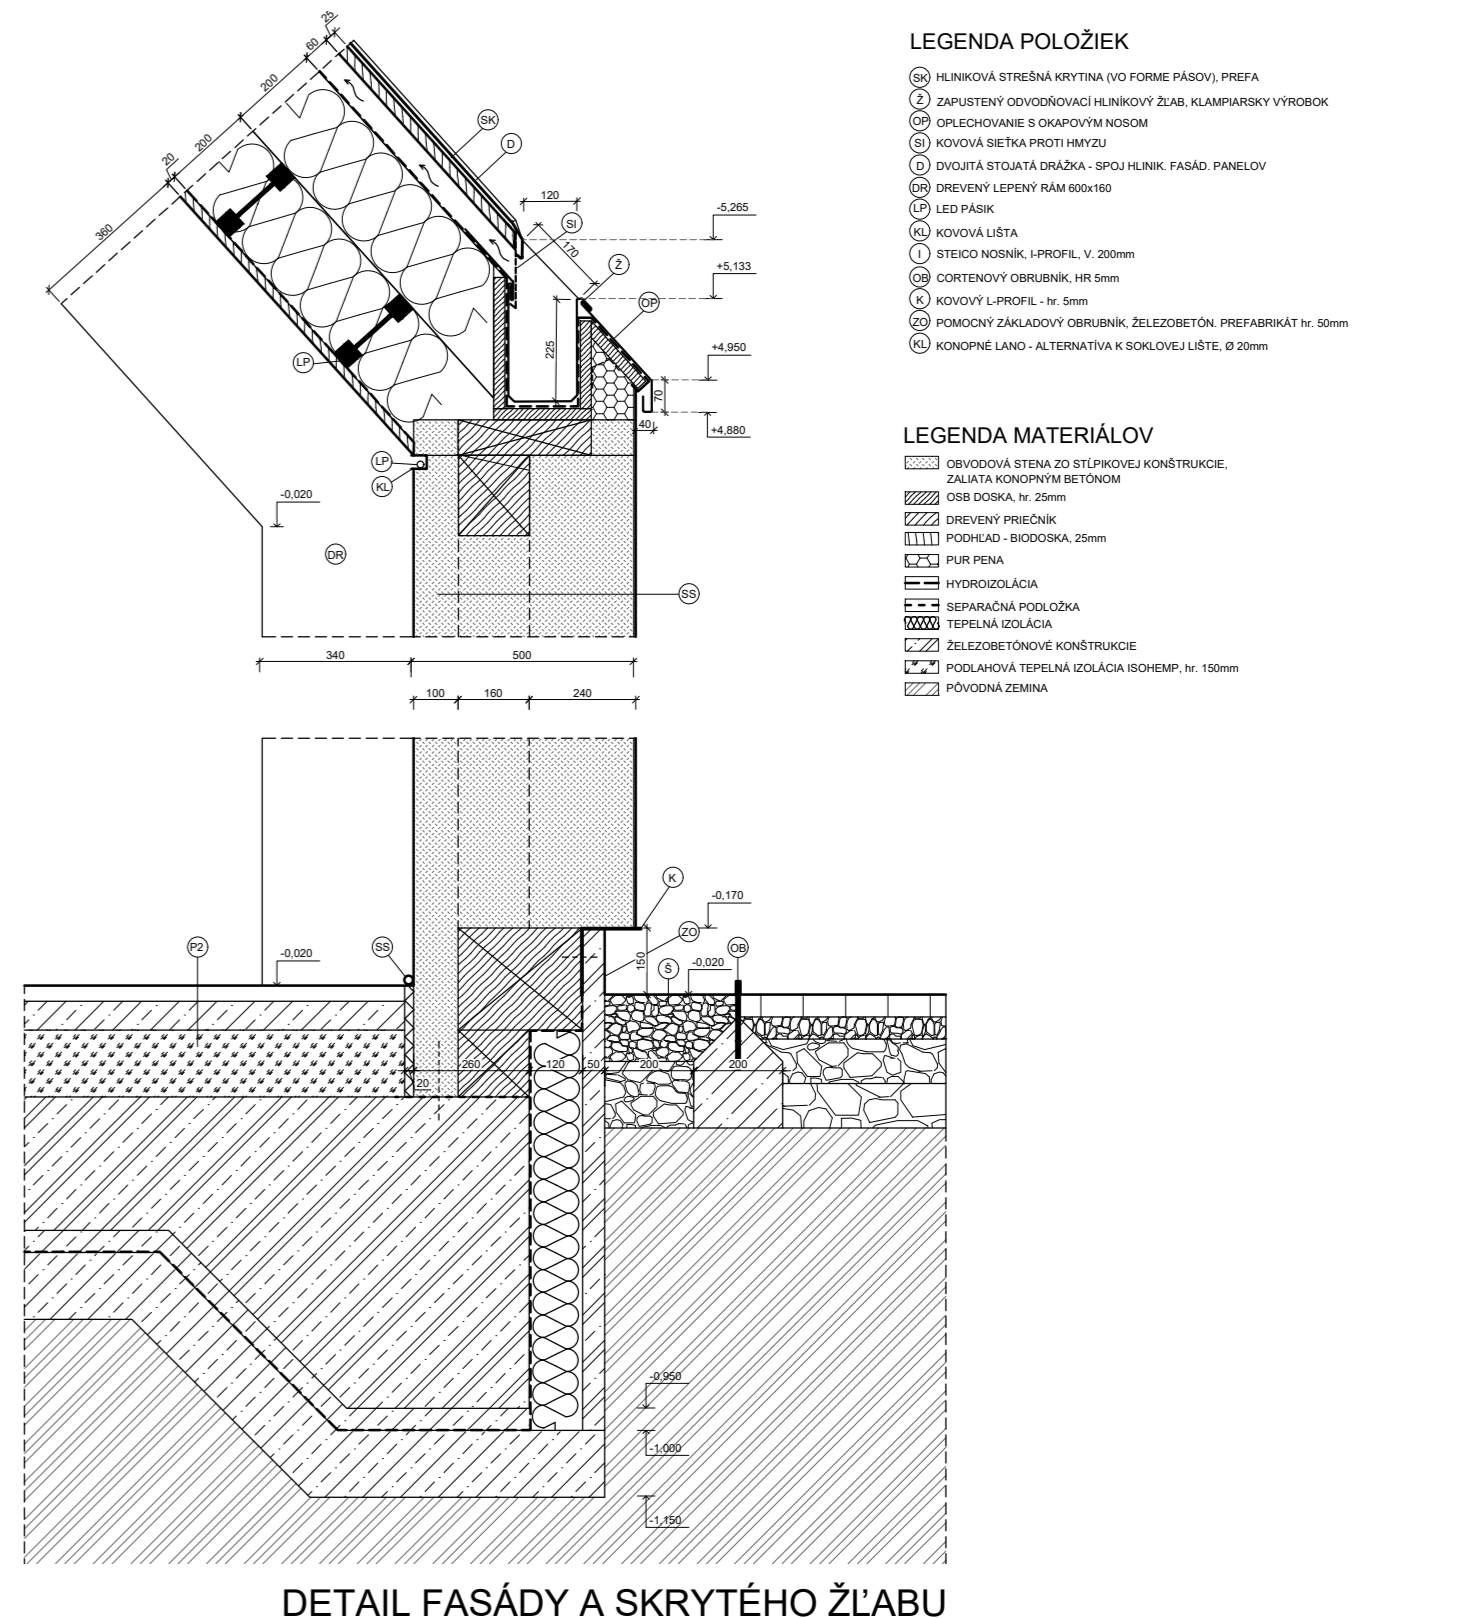 25
60
200
200
20
360
SK
D
120
SI
170
-5,265
Ž
+5,133
OP
225
+4,950
70
40
+4,880
LP
LP
KL
-0,020
DR
SS
340
500
100
160
240
K
-0,170
ZO
P2
SS
OB
-0,020
150
Š
-0,020
260
120
50
200
200
20
-0,950
-1,000
-1,150
DETAIL FASÁDY A SKRYTÉHO ŽĽABU
LEGENDA POLOŽIEK
SK HLINIKOVÁ STREŠNÁ KRYTINA (VO FORME PÁSOV), PREFA
Ž ZAPUSTENÝ ODVODŇOVACÍ HLINÍKOVÝ ŽĽAB, KLAMPIARSKY VÝROBOK
OP OPLECHOVANIE S OKAPOVÝM NOSOM
SI KOVOVÁ SIEŤKA PROTI HMYZU
D DVOJITÁ STOJATÁ DRÁŽKA - SPOJ HLINIK. FASÁD. PANELOV
DR DREVENÝ LEPENÝ RÁM 600x160
LP LED PÁSIK
KL KOVOVÁ LIŠTA
I STEICO NOSNÍK, I-PROFIL, V. 200mm
OB CORTENOVÝ OBRUBNÍK, HR 5mm
K KOVOVÝ L-PROFIL - hr. 5mm
ZO POMOCNÝ ZÁKLADOVÝ OBRUBNÍK, ŽELEZOBETÓN. PREFABRIKÁT hr. 50mm
KL KONOPNÉ LANO - ALTERNATÍVA K SOKLOVEJ LIŠTE, Ø 20mm
LEGENDA MATERIÁLOV
OBVODOVÁ STENA ZO STĹPIKOVEJ KONŠTRUKCIE,
ZALIATA KONOPNÝM BETÓNOM
OSB DOSKA, hr. 25mm
DREVENÝ PRIEČNÍK
PODHĽAD - BIODOSKA, 25mm
PUR PENA
HYDROIZOLÁCIA
SEPARAČNÁ PODLOŽKA
TEPELNÁ IZOLÁCIA
ŽELEZOBETÓNOVÉ KONŠTRUKCIE
PODLAHOVÁ TEPELNÁ IZOLÁCIA ISOHEMP, hr. 150mm
PÔVODNÁ ZEMINA